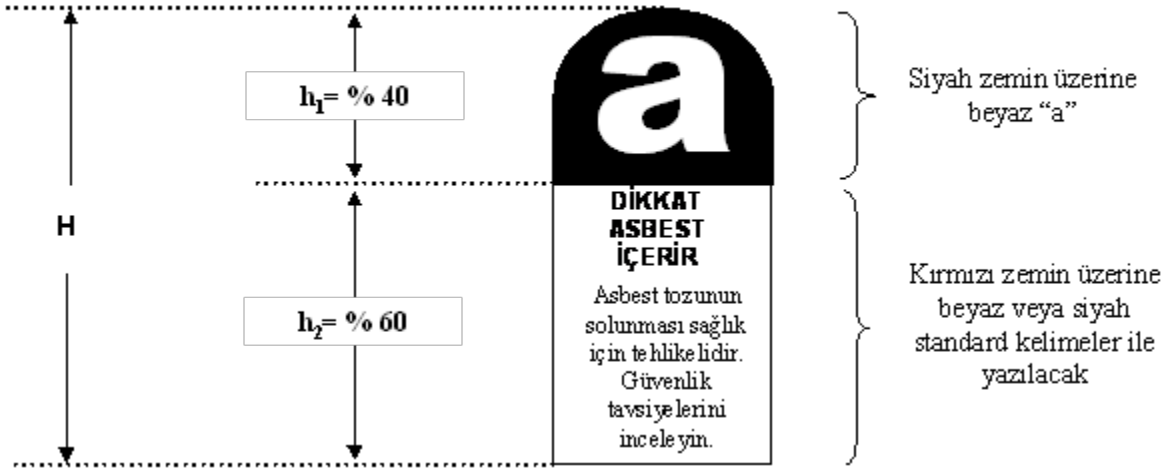 a
h1= % 40
Siyah zemin üzerine
beyaz “a”
H
DİKKAT
ASBEST
İÇERİR
Asbest tozunun
solunması sağlık
için tehlikelidir.
Güvenlik
tavsiyelerini
inceleyin.
h2= % 60
Kırmızı zemin üzerine
beyaz veya siyah
standard kelimeler ile
yazılacak